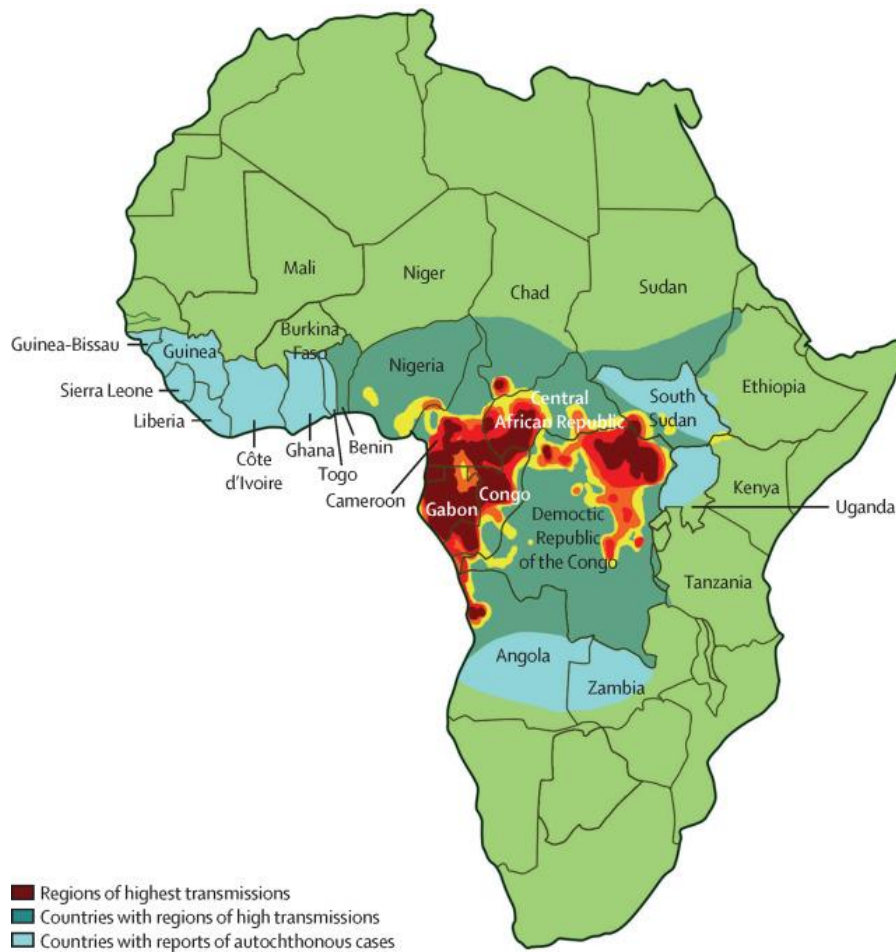 Mali
Niger
Chad
Sudan
Burkina
Faso
Guinea-Bissau
Guinea
Nigeria
Ethiopia
Central
African Republic
South
Sudan
Sierra Leone
Liberia
Côte
d'Ivoire
Ghana
Togo
Benin
Cameroon
Congo
Gabon
Kenya
Uganda
Democtic
Republic
of the Congo
Tanzania
Angola
Zambia
Regions of highest transmissions
Countries with regions of high transmissions
Countries with reports of autochthonous cases